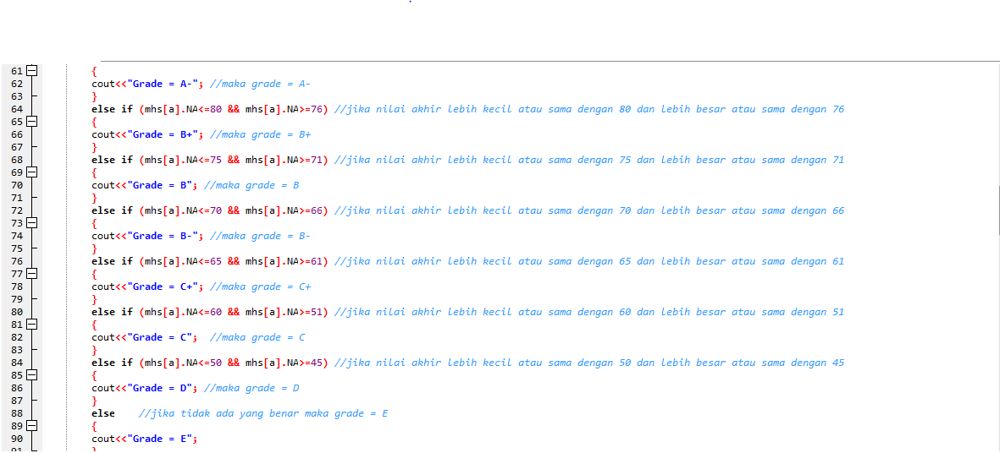 61 {
62 cout<<"Grade = A-"; //maka grade = A-
63 }
64 else if (mhs[a].NA<=80 && mhs[a].NA>=76) //jika nilai akhir lebih kecil atau sama dengan 80 dan lebih besar atau sama dengan 76
65 {
66 cout<<"Grade = B+"; //maka grade = B+
67 }
68 else if (mhs[a].NA<=75 && mhs[a].NA>=71) //jika nilai akhir lebih kecil atau sama dengan 75 dan lebih besar atau sama dengan 71
69 {
70 cout<<"Grade = B"; //maka grade = B
71 }
72 else if (mhs[a].NA<=70 && mhs[a].NA>=66) //jika nilai akhir lebih kecil atau sama dengan 70 dan lebih besar atau sama dengan 66
73 {
74 cout<<"Grade = B-"; //maka grade = B-
75 }
76 else if (mhs[a].NA<=65 && mhs[a].NA>=61) //jika nilai akhir lebih kecil atau sama dengan 65 dan lebih besar atau sama dengan 61
77 {
78 cout<<"Grade = C+"; //maka grade = C+
79 }
80 else if (mhs[a].NA<=60 && mhs[a].NA>=51) //jika nilai akhir lebih kecil atau sama dengan 60 dan lebih besar atau sama dengan 51
81 {
82 cout<<"Grade = C";  //maka grade = C
83 }
84 else if (mhs[a].NA<=50 && mhs[a].NA>=45) //jika nilai akhir lebih kecil atau sama dengan 50 dan lebih besar atau sama dengan 45
85 {
86 cout<<"Grade = D"; //maka grade = D
87 }
88 else    //jika tidak ada yang benar maka grade = E
89 {
90 cout<<"Grade = E";
91 }